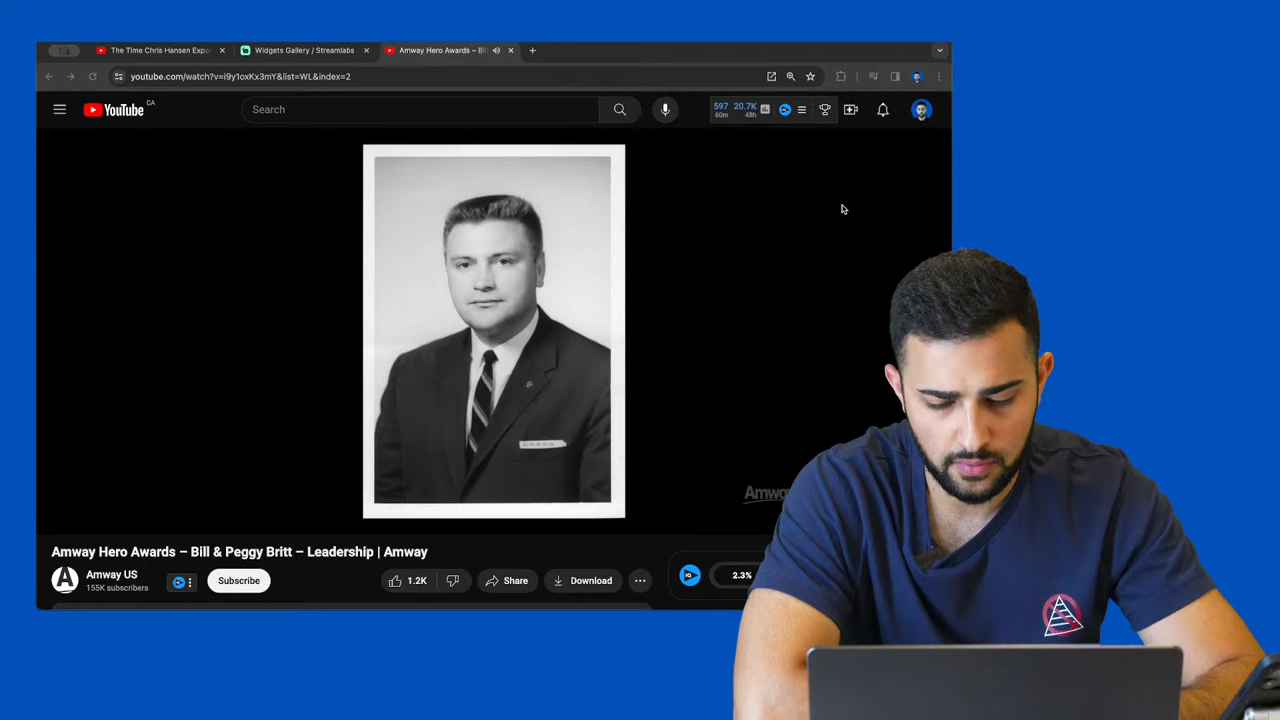 The Time Chris Hansen Expo
Widgets Gallery / Streamlabs
Amway Hero Awards – Bil
youtube.com/watch?v=i9y1oxKx3mY&list=WL&index=2
YouTube CA
Search
597 20.7K
60m 48h
Amway
Amway Hero Awards – Bill & Peggy Britt – Leadership | Amway
Amway US
155K subscribers
Subscribe
1.2K
Share
Download
IQ
2.3%